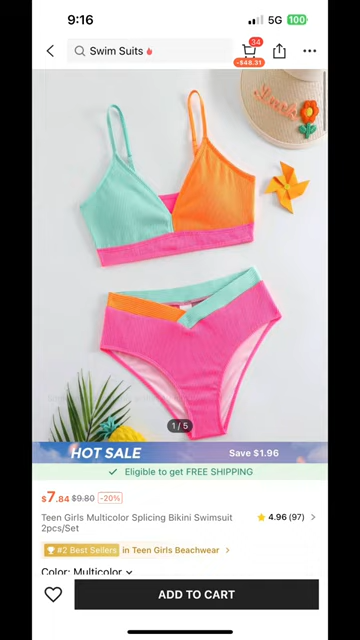 9:16
5G 100
Swim Suits
34
-$48.31
1 / 5
HOT SALE Save $1.96
Eligible to get FREE SHIPPING
$7.84 $9.80 -20%
Teen Girls Multicolor Splicing Bikini Swimsuit
2pcs/Set
4.96 (97)
#2 Best Sellers in Teen Girls Beachwear
Color: Multicolor
ADD TO CART